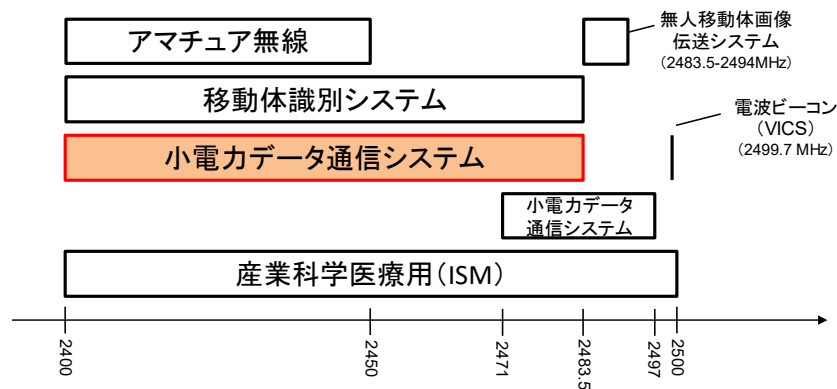 アマチュア無線
無人移動体画像
伝送システム
(2483.5-2494MHz)
移動体識別システム
電波ビーコン
(VICS)
(2499.7 MHz)
小電力データ通信システム
小電力データ
通信システム
産業科学医療用(ISM)
2400
2450
2471
2483.5
2497
2500